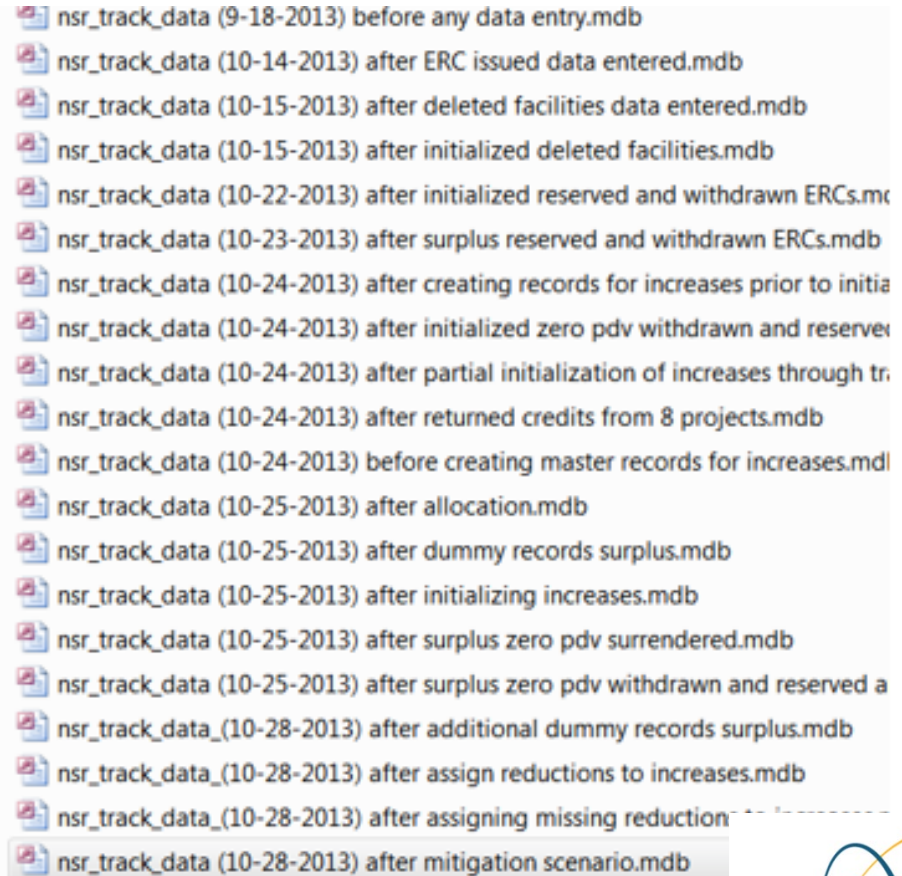 nsr_track_data (9-18-2013) before any data entry.mdb
nsr_track_data (10-14-2013) after ERC issued data entered.mdb
nsr_track_data (10-15-2013) after deleted facilities data entered.mdb
nsr_track_data (10-15-2013) after initialized deleted facilities.mdb
nsr_track_data (10-22-2013) after initialized reserved and withdrawn ERCs.md
nsr_track_data (10-23-2013) after surplus reserved and withdrawn ERCs.mdb
nsr_track_data (10-24-2013) after creating records for increases prior to initia
nsr_track_data (10-24-2013) after initialized zero pdv withdrawn and reserved
nsr_track_data (10-24-2013) after partial initialization of increases through tra
nsr_track_data (10-24-2013) after returned credits from 8 projects.mdb
nsr_track_data (10-24-2013) before creating master records for increases.mdb
nsr_track_data (10-25-2013) after allocation.mdb
nsr_track_data (10-25-2013) after dummy records surplus.mdb
nsr_track_data (10-25-2013) after initializing increases.mdb
nsr_track_data (10-25-2013) after surplus zero pdv surrendered.mdb
nsr_track_data (10-25-2013) after surplus zero pdv withdrawn and reserved a
nsr_track_data_(10-28-2013) after additional dummy records surplus.mdb
nsr_track_data_(10-28-2013) after assign reductions to increases.mdb
nsr_track_data_(10-28-2013) after assigning missing reductions to increases
nsr_track_data (10-28-2013) after mitigation scenario.mdb